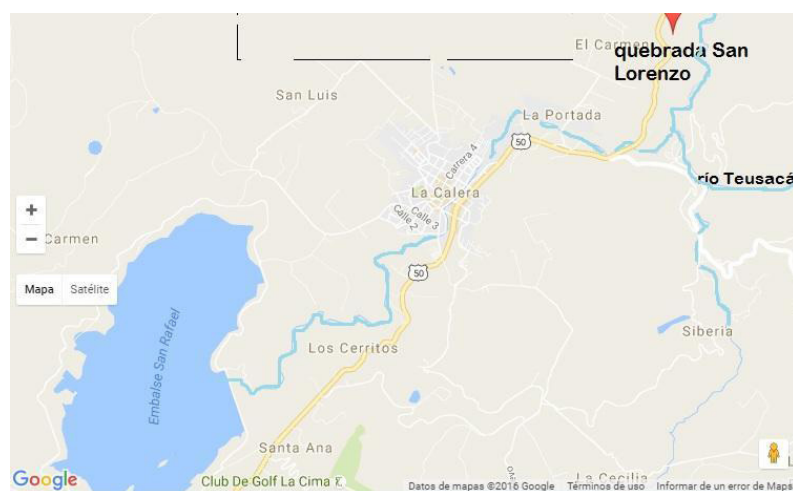 El Carmen
quebrada San
Lorenzo
San Luis
La Portada
50
Carrera 4
La Calera
río Teusacá
Calle 2
Calle 3
+
−
Carmen
50
Mapa Satélite
Siberia
Embalse San Rafael
Los Cerritos
Santa Ana
Google
Club De Golf La Cima
La Cecilia
Datos de mapas ©2016 Google Términos de uso Informar de un error de Maps